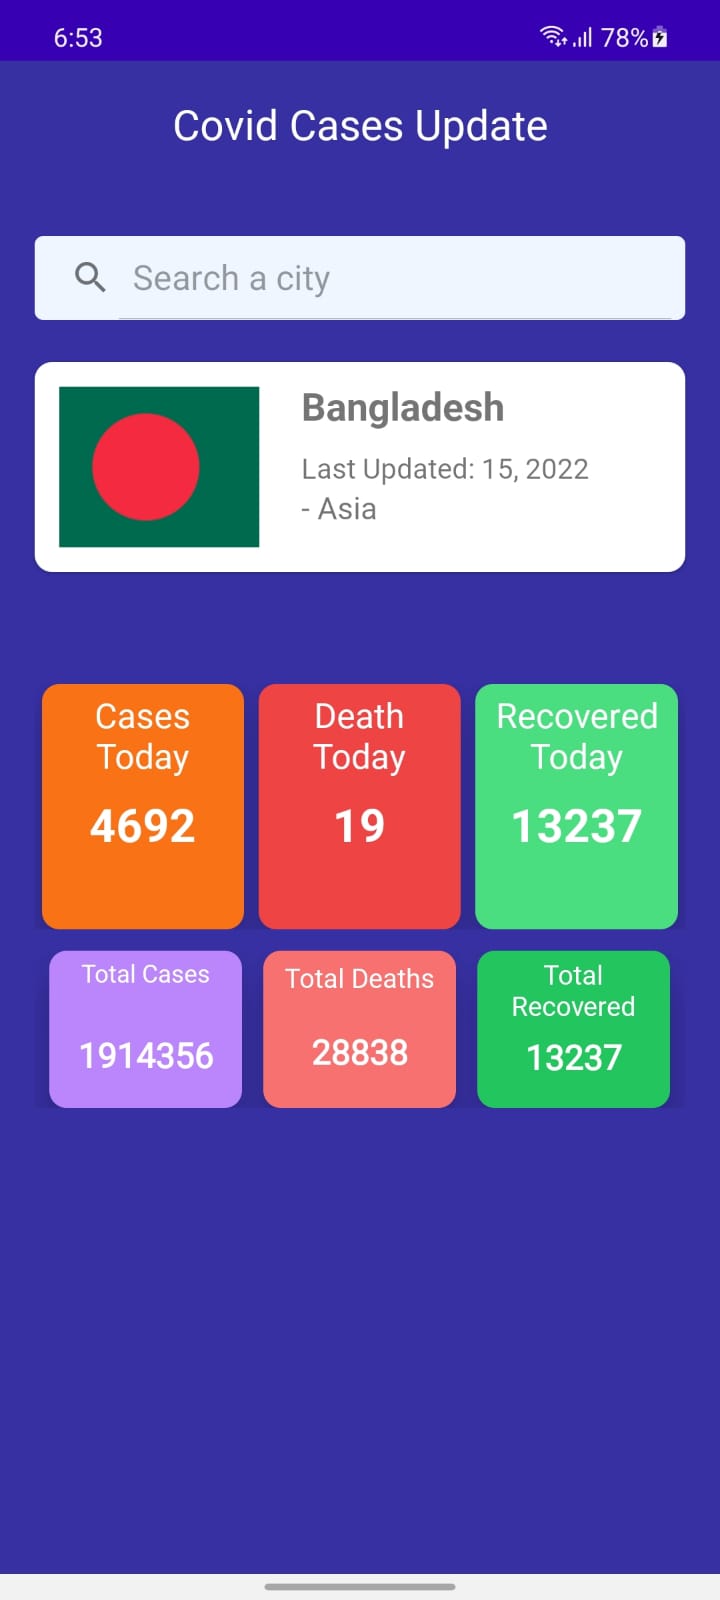 6:53
78%
Covid Cases Update
Search a city
Bangladesh
Last Updated: 15, 2022
- Asia
Cases
Today
4692
Death
Today
19
Recovered
Today
13237
Total Cases
1914356
Total Deaths
28838
Total
Recovered
13237